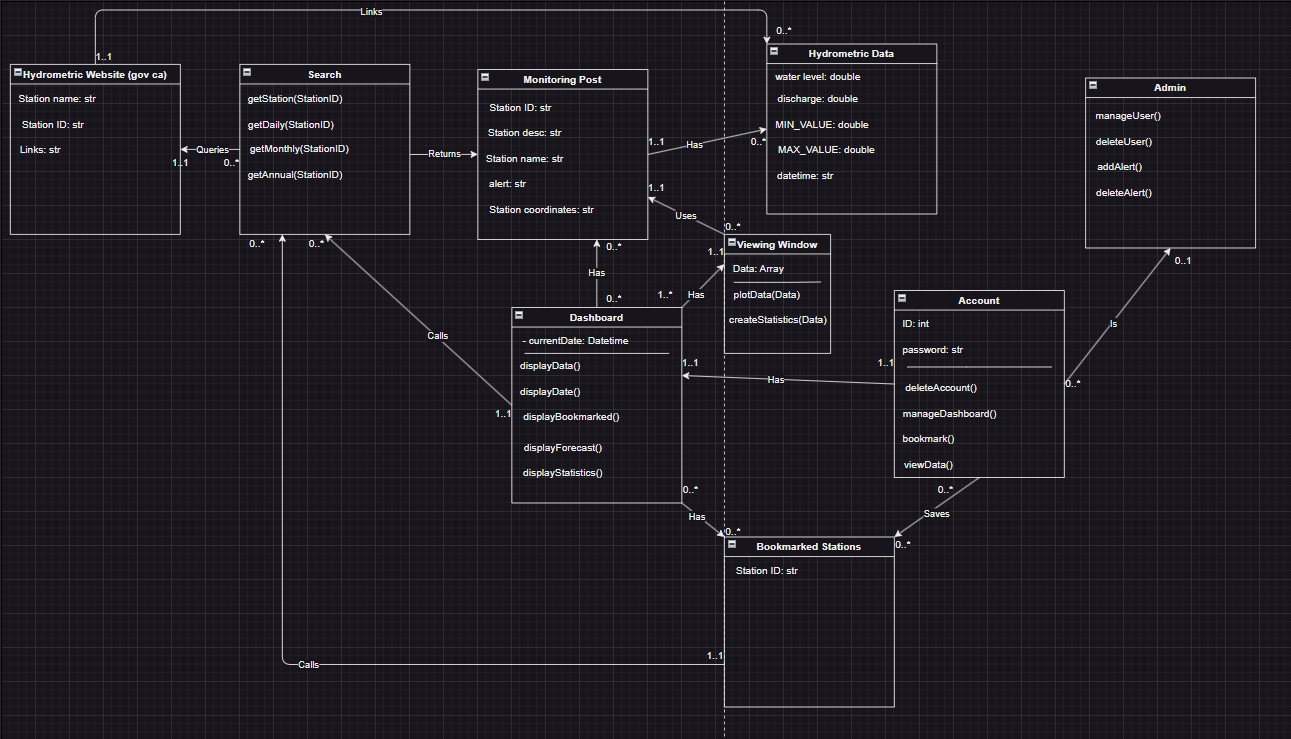 Links
0..*
1..1
Hydrometric Website (gov ca)
Station name: str
Station ID: str
Links: str
Queries
1..1
0..*
Search
getStation(StationID)
getDaily(StationID)
getMonthly(StationID)
getAnnual(StationID)
0..*
0..*
Returns
Monitoring Post
Station ID: str
Station desc: str
Station name: str
alert: str
Station coordinates: str
1..1
Has
0..*
1..1
Uses
0..*
Hydrometric Data
water level: double
discharge: double
MIN_VALUE: double
MAX_VALUE: double
datetime: str
Admin
manageUser()
deleteUser()
addAlert()
deleteAlert()
0..1
Is
0..*
0..*
Has
0..*
1..1
Has
1..*
Viewing Window
Data: Array
plotData(Data)
createStatistics(Data)
Dashboard
- currentDate: Datetime
displayData()
displayDate()
displayBookmarked()
displayForecast()
displayStatistics()
Calls
1..1
1..1
Has
1..1
Account
ID: int
password: str
deleteAccount()
manageDashboard()
bookmark()
viewData()
0..*
Saves
0..*
0..*
Has
0..*
Bookmarked Stations
Station ID: str
1..1
Calls